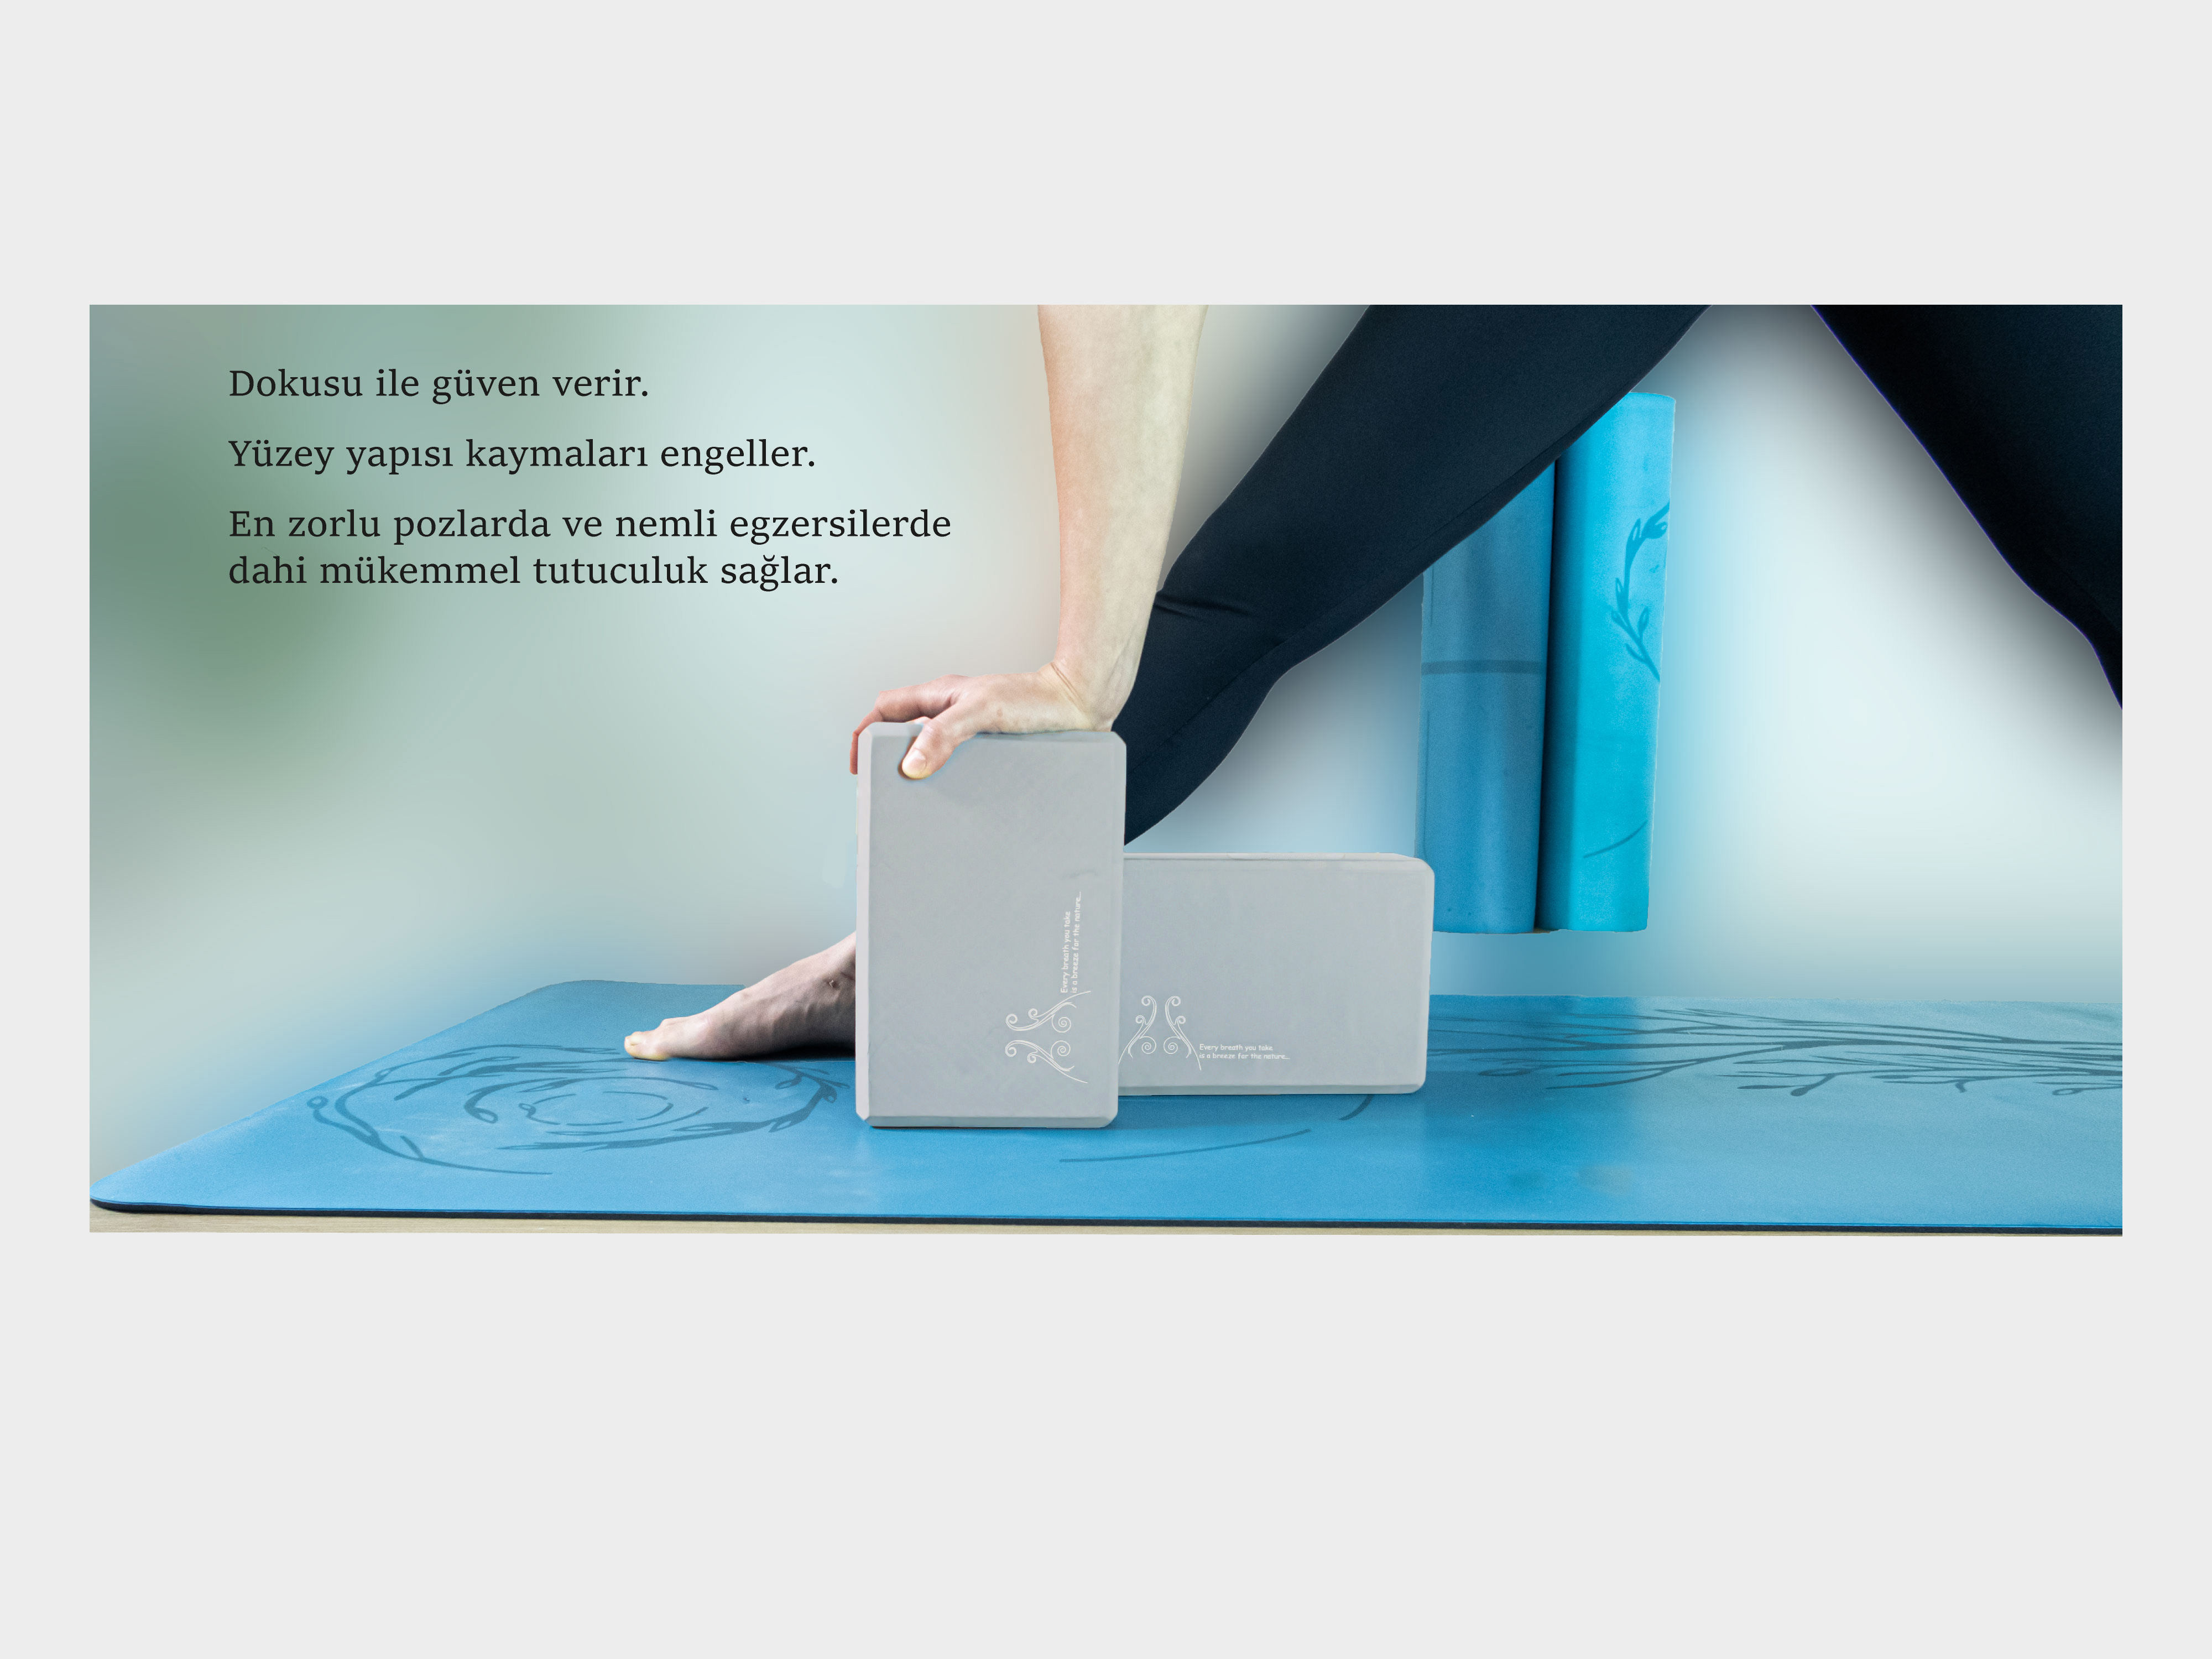 Dokusu ile güven verir.
Yüzey yapısı kaymaları engeller.
En zorlu pozlarda ve nemli egzersilerde
dahi mükemmel tutuculuk sağlar.
Every breath you take
is a breeze for the nature...
Every breath you take
is a breeze for the nature...